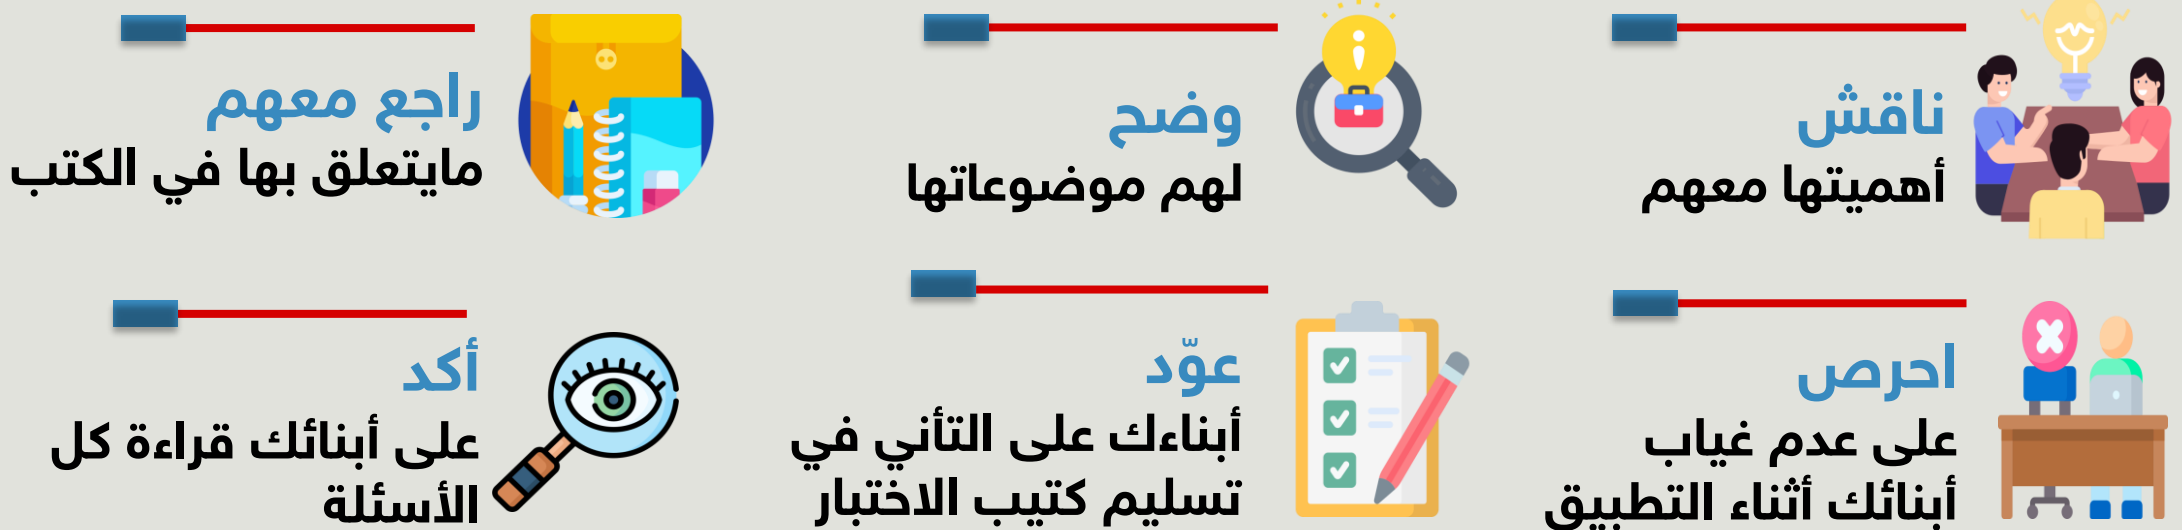 ناقش
أهميتها معهم
وضح
لهم موضوعاتها
راجع معهم
مايتعلق بها في الكتب
احرص
على عدم غياب
أبنائك أثناء التطبيق
عوّد
أبناءك على التأني في
تسليم كتيب الاختبار
أكد
على أبنائك قراءة كل
الأسئلة